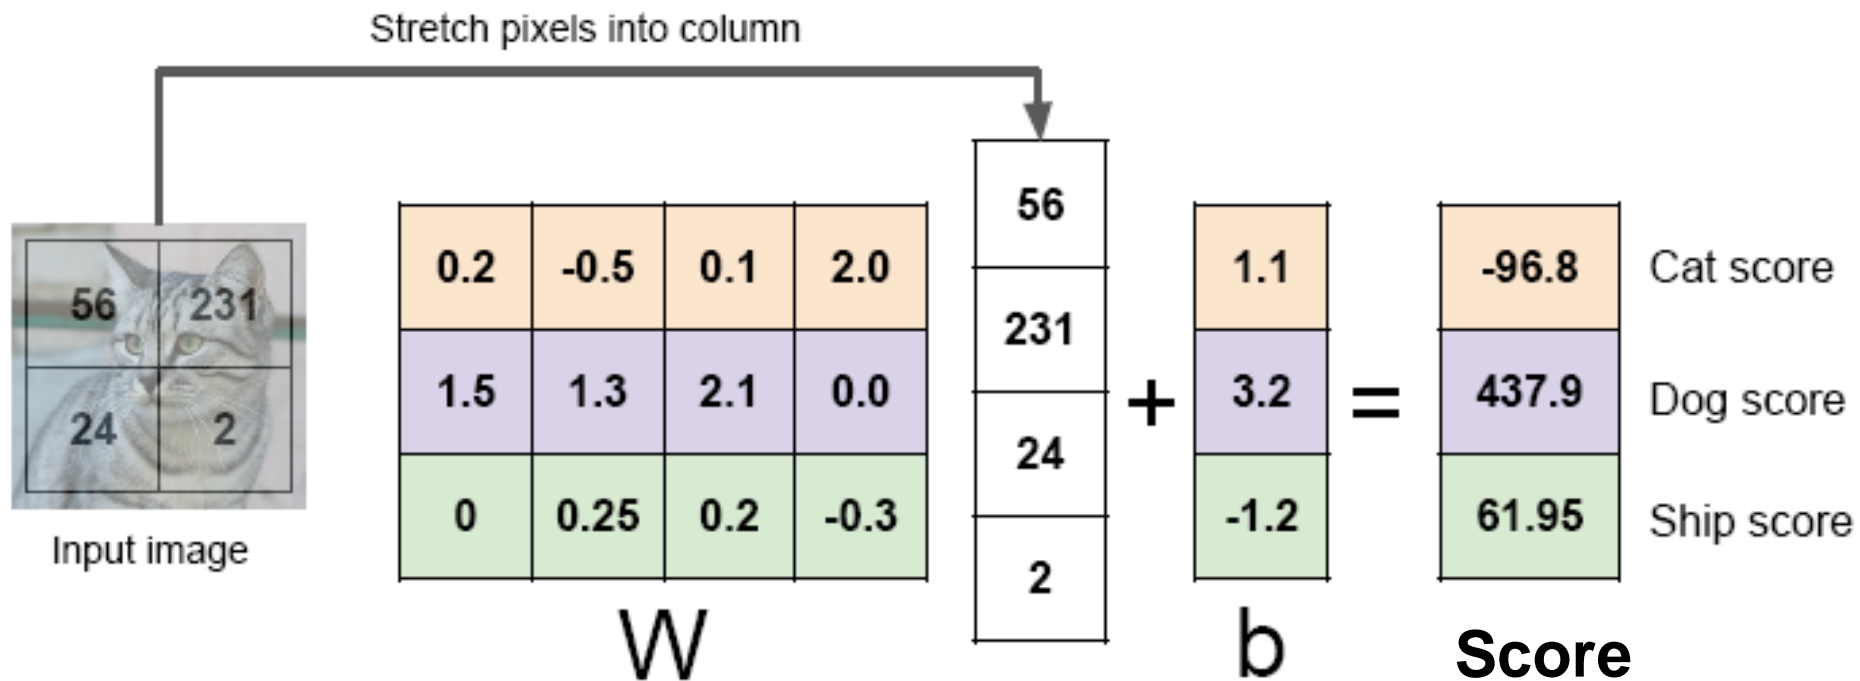 Stretch pixels into column
56 231
24 2
Input image
0.2 -0.5 0.1 2.0
1.5 1.3 2.1 0.0
0 0.25 0.2 -0.3
W
56
231
24
2
+
1.1
3.2
-1.2
b
=
-96.8 Cat score
437.9 Dog score
61.95 Ship score
Score